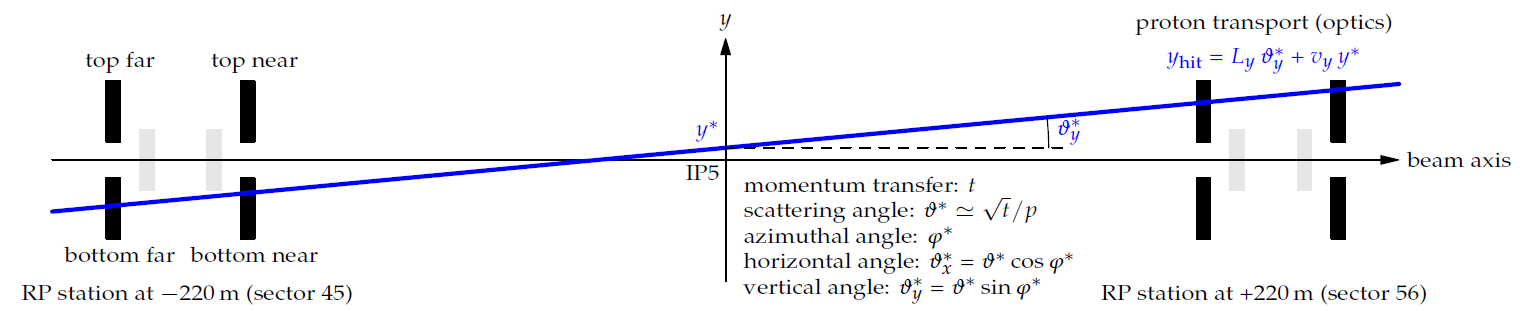 y
proton transport (optics)
top far
top near
y_hit = L_y ϑ*_y + v_y y*
y*
ϑ*_y
IP5
beam axis
momentum transfer: t
scattering angle: ϑ* ≃ √t/p
azimuthal angle: φ*
horizontal angle: ϑ*_x = ϑ* cos φ*
vertical angle: ϑ*_y = ϑ* sin φ*
bottom far
bottom near
RP station at −220 m (sector 45)
RP station at +220 m (sector 56)